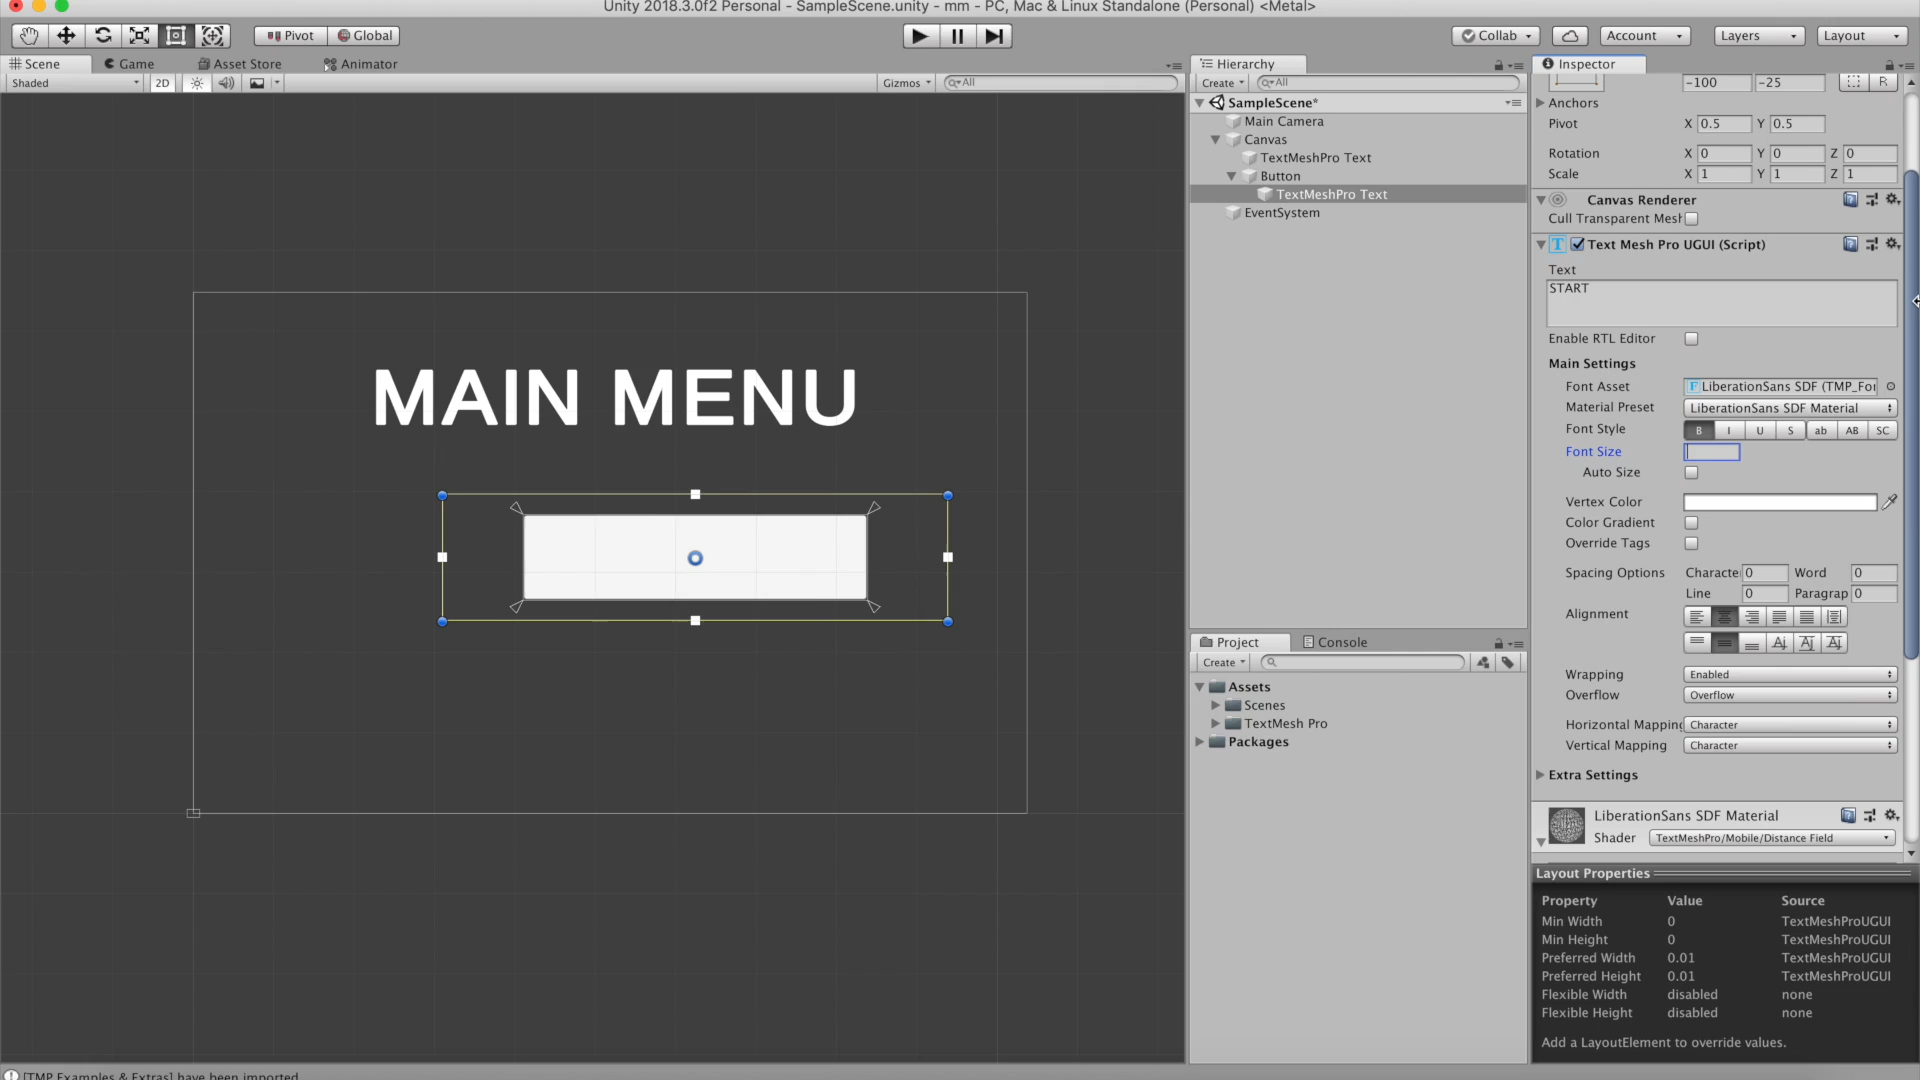 Unity 2018.3.0f2 Personal - SampleScene.unity - mm - PC, Mac & Linux Standalone (Personal) <Metal>
Pivot Global Collab Account Layers Layout
Scene Game Asset Store Animator
Shaded 2D Gizmos All
MAIN MENU
Hierarchy
Create All
SampleScene*
Main Camera
Canvas
TextMeshPro Text
Button
TextMeshPro Text
EventSystem
Project Console
Create
Assets
Scenes
TextMesh Pro
Packages
Inspector
-100 -25 R
Anchors
Pivot X 0.5 Y 0.5
Rotation X 0 Y 0 Z 0
Scale X 1 Y 1 Z 1
Canvas Renderer
Cull Transparent Mesh
Text Mesh Pro UGUI (Script)
Text
START
Enable RTL Editor
Main Settings
Font Asset LiberationSans SDF (TMP_Fo
Material Preset LiberationSans SDF Material
Font Style B I U S ab AB SC
Font Size
Auto Size
Vertex Color
Color Gradient
Override Tags
Spacing Options Characte 0 Word 0
Line 0 Paragrap 0
Alignment
Wrapping Enabled
Overflow Overflow
Horizontal Mapping Character
Vertical Mapping Character
Extra Settings
LiberationSans SDF Material
Shader TextMeshPro/Mobile/Distance Field
Layout Properties
Property Value Source
Min Width 0 TextMeshProUGUI
Min Height 0 TextMeshProUGUI
Preferred Width 0.01 TextMeshProUGUI
Preferred Height 0.01 TextMeshProUGUI
Flexible Width disabled none
Flexible Height disabled none
Add a LayoutElement to override values.
[TMP Examples & Extras] have been imported